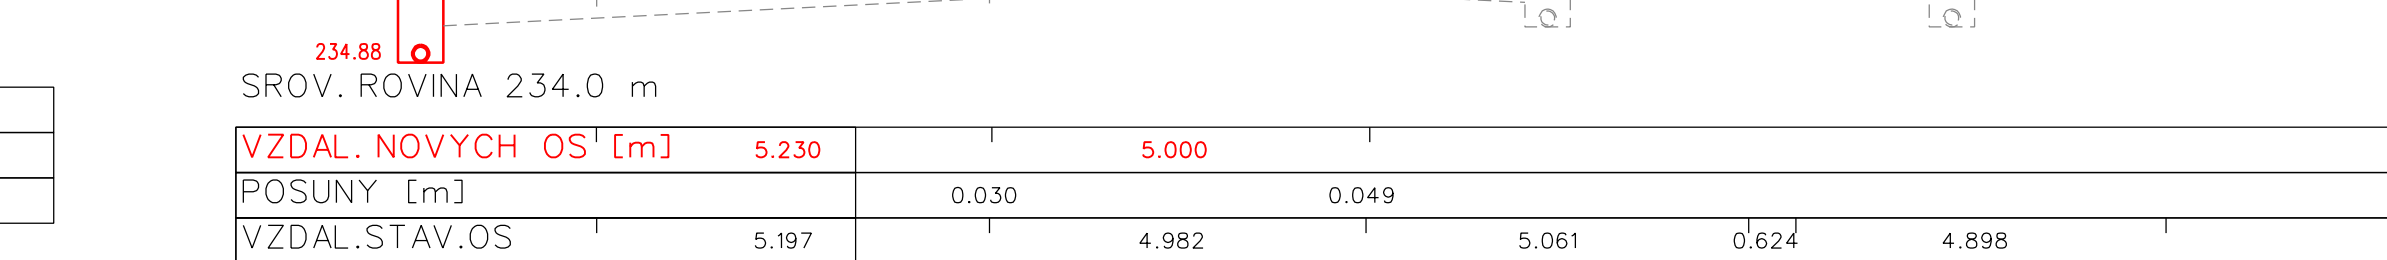 234.88
SROV. ROVINA 234.0 m
VZDAL. NOVYCH OS [m] 5.230 5.000
POSUNY [m] 0.030 0.049
VZDAL.STAV.OS 5.197 4.982 5.061 0.624 4.898